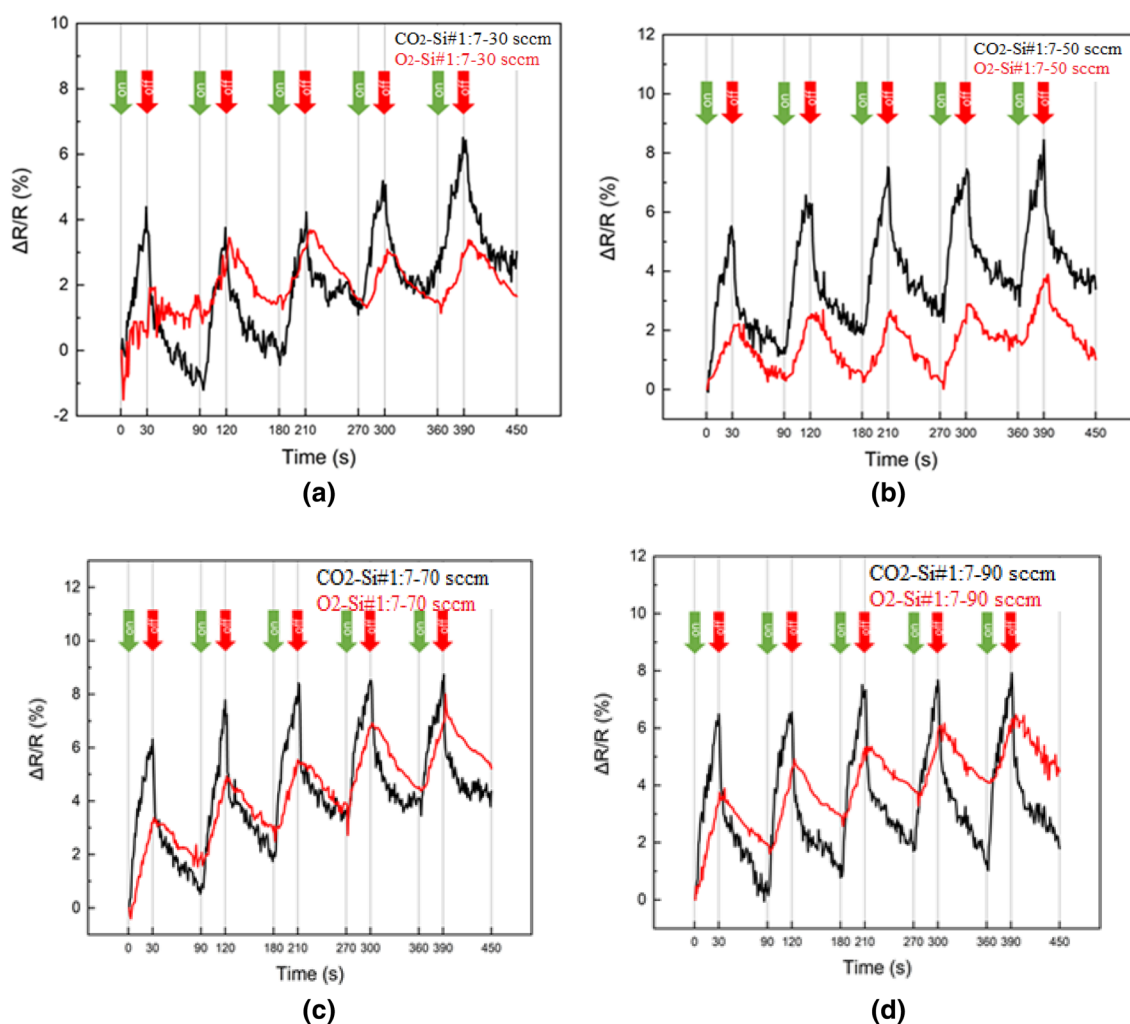 CO2-Si#1:7-30 sccm
O2-Si#1:7-30 sccm
on off on off on off on off on off
ΔR/R (%)
10
8
6
4
2
0
-2
0 30 90 120 180 210 270 300 360 390 450
Time (s)
(a)
CO2-Si#1:7-50 sccm
O2-Si#1:7-50 sccm
on off on off on off on off on off
ΔR/R (%)
12
10
8
6
4
2
0
0 30 90 120 180 210 270 300 360 390 450
Time (s)
(b)
CO2-Si#1:7-70 sccm
O2-Si#1:7-70 sccm
on off on off on off on off on off
ΔR/R (%)
12
10
8
6
4
2
0
0 30 90 120 180 210 270 300 360 390 450
Time (s)
(c)
CO2-Si#1:7-90 sccm
O2-Si#1:7-90 sccm
on off on off on off on off on off
ΔR/R (%)
12
10
8
6
4
2
0
0 30 90 120 180 210 270 300 360 390 450
Time (s)
(d)